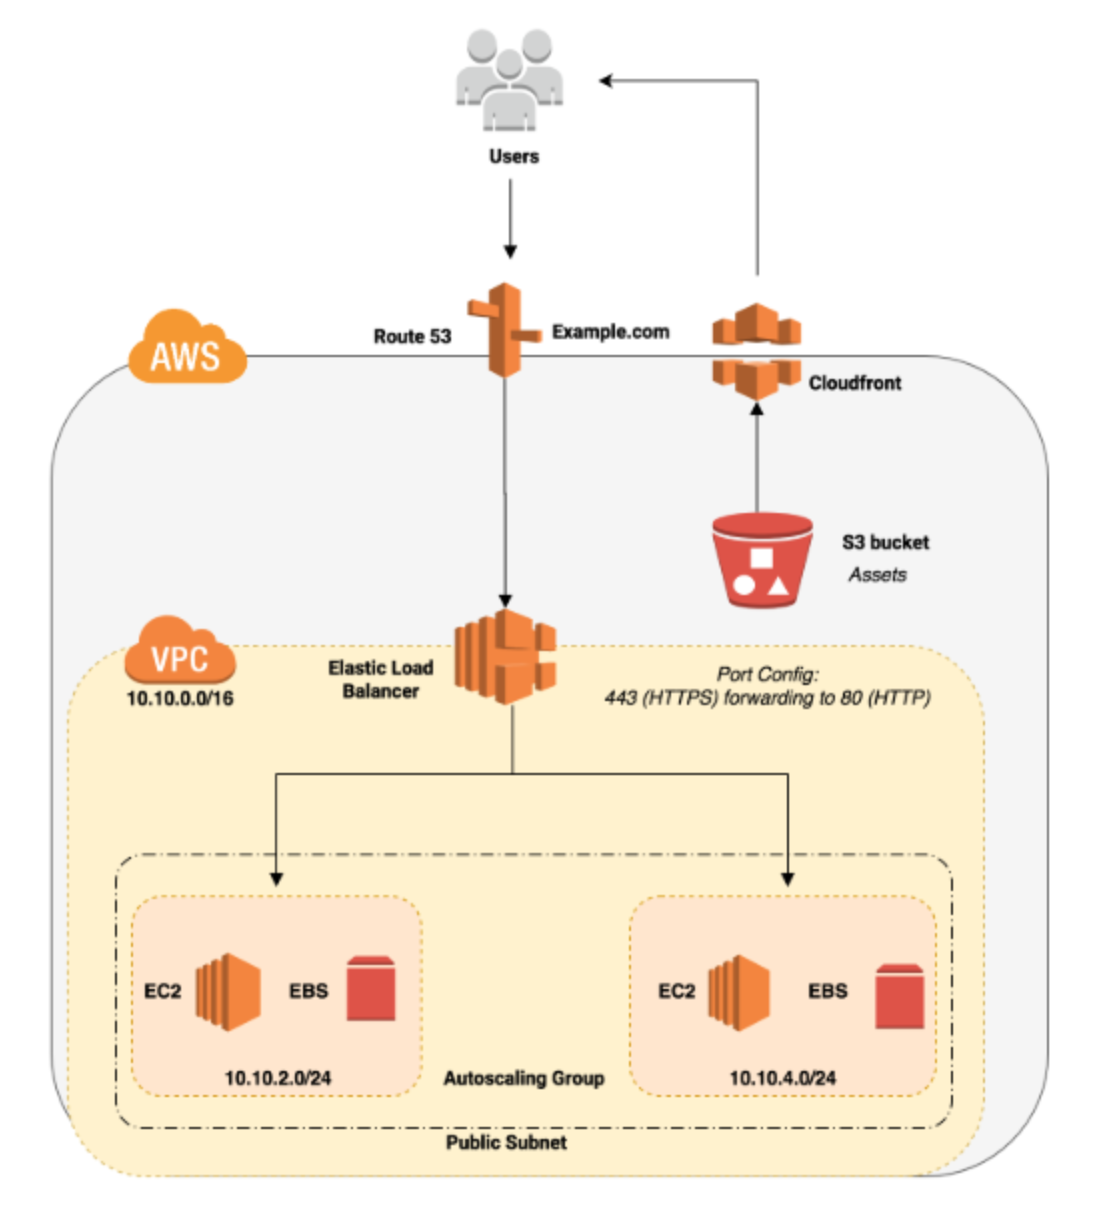 Users
Route 53
Example.com
AWS
Cloudfront
S3 bucket
Assets
VPC
10.10.0.0/16
Elastic Load
Balancer
Port Config:
443 (HTTPS) forwarding to 80 (HTTP)
EC2
EBS
EC2
EBS
10.10.2.0/24
Autoscaling Group
10.10.4.0/24
Public Subnet